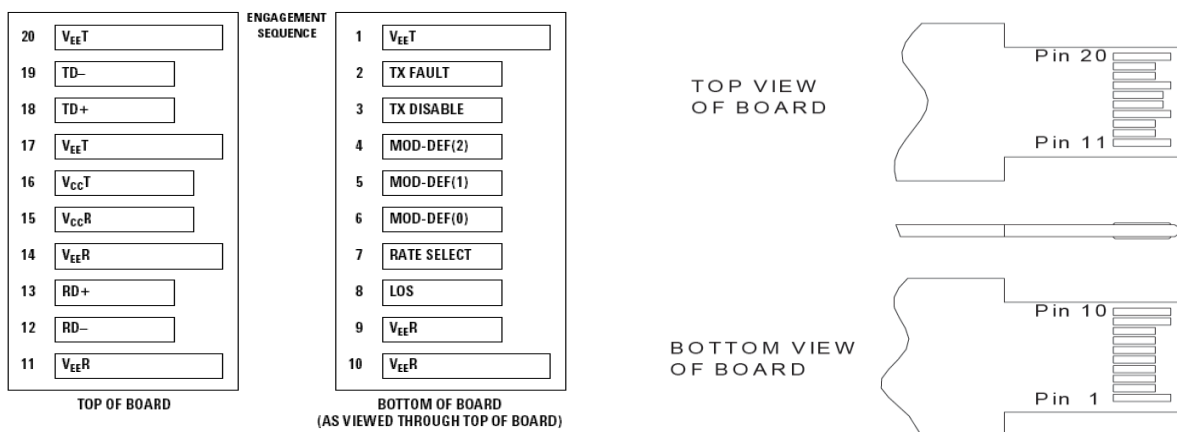 ENGAGEMENT
SEQUENCE
20 VEET
19 TD–
18 TD+
17 VEET
16 VCCT
15 VCCR
14 VEER
13 RD+
12 RD–
11 VEER
TOP OF BOARD
1 VEET
2 TX FAULT
3 TX DISABLE
4 MOD-DEF(2)
5 MOD-DEF(1)
6 MOD-DEF(0)
7 RATE SELECT
8 LOS
9 VEER
10 VEER
BOTTOM OF BOARD
(AS VIEWED THROUGH TOP OF BOARD)
TOP VIEW
OF BOARD
Pin 20
Pin 11
BOTTOM VIEW
OF BOARD
Pin 10
Pin 1